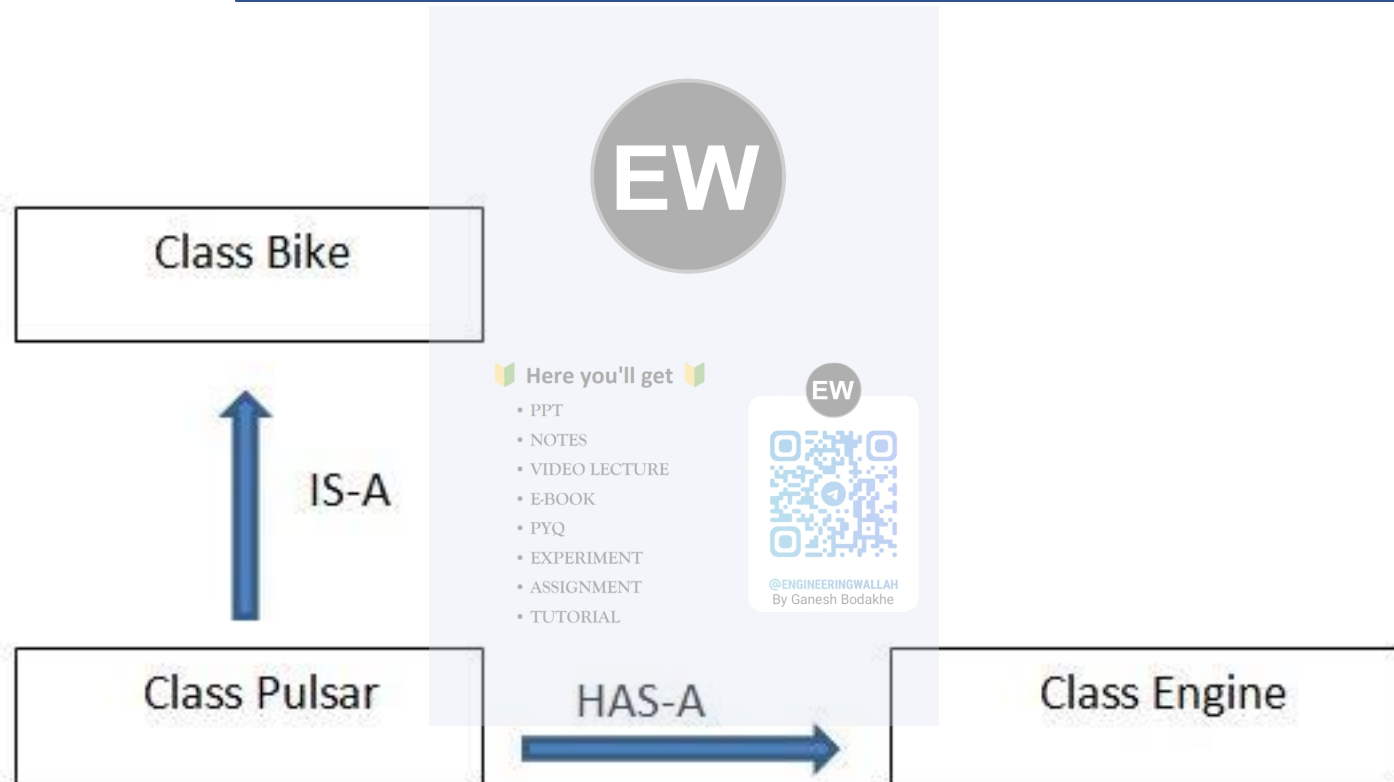 EW
Class Bike
🔰 Here you'll get 🔰
• PPT
• NOTES
• VIDEO LECTURE
• E-BOOK
• PYQ
• EXPERIMENT
• ASSIGNMENT
• TUTORIAL
EW
@ENGINEERINGWALLAH
By Ganesh Bodakhe
IS-A
Class Pulsar
HAS-A
Class Engine